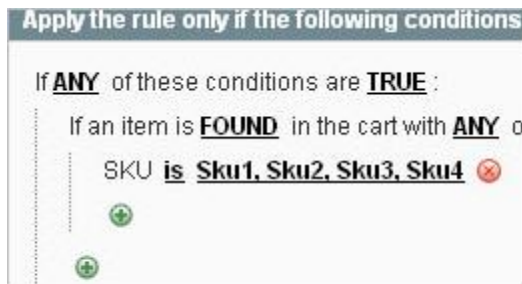 Apply the rule only if the following conditions
If ANY of these conditions are TRUE :
If an item is FOUND in the cart with ANY
SKU is Sku1, Sku2, Sku3, Sku4